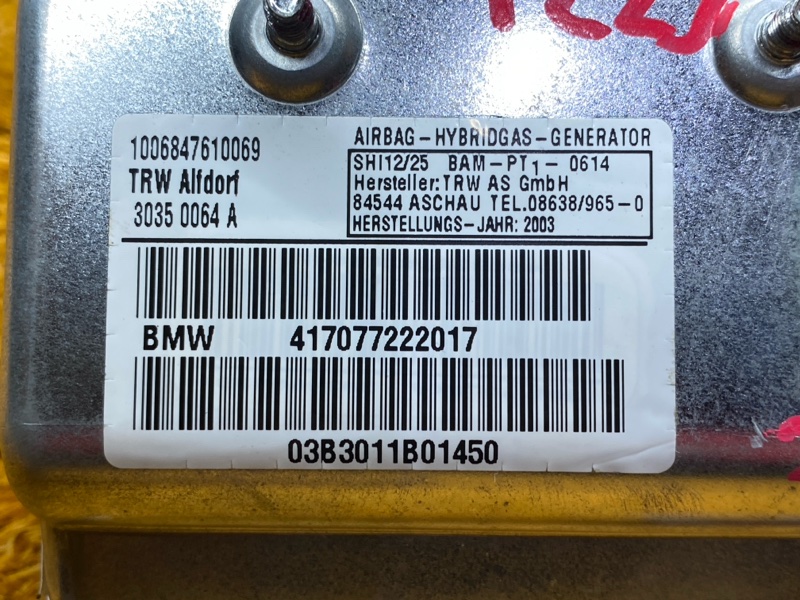 1006847610069
TRW Alfdorf
3035 0064 A
AIRBAG-HYBRIDGAS-GENERATOR
SHI12/25 BAM-PT1-0614
Hersteller:TRW AS GmbH
84544 ASCHAU TEL.08638/965-0
HERSTELLUNGS-JAHR: 2003
BMW 417077222017
03B3011B01450